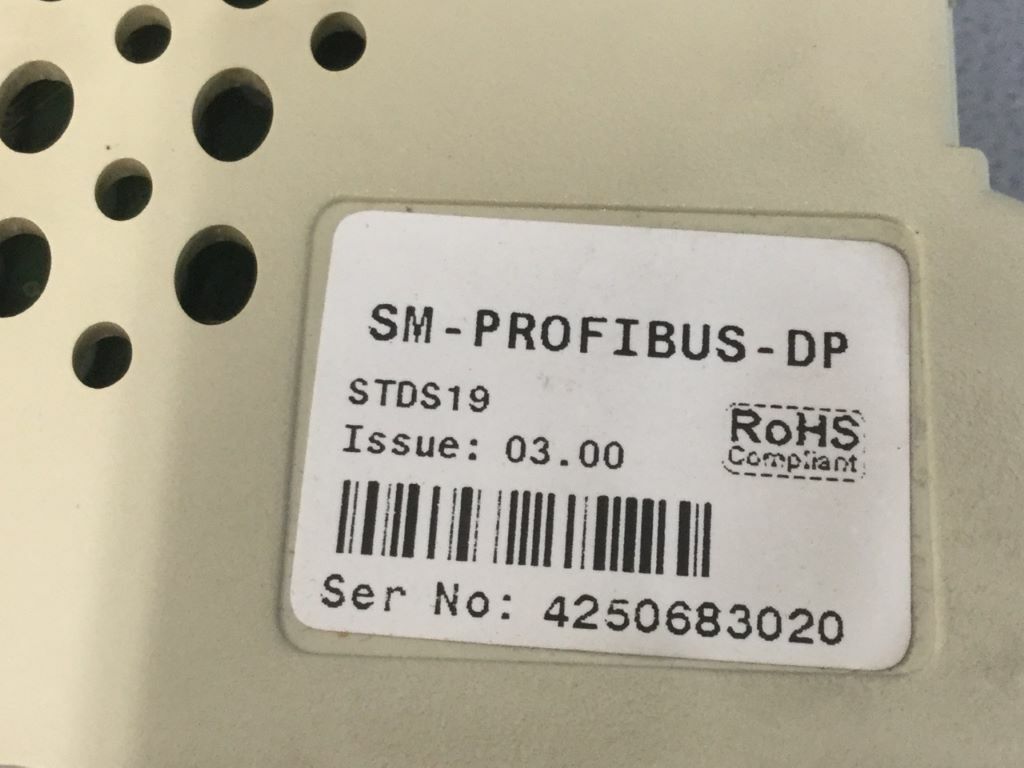 SM-PROFIBUS-DP
STDS19
Issue: 03.00
RoHS
Compliant
Ser No: 4250683020